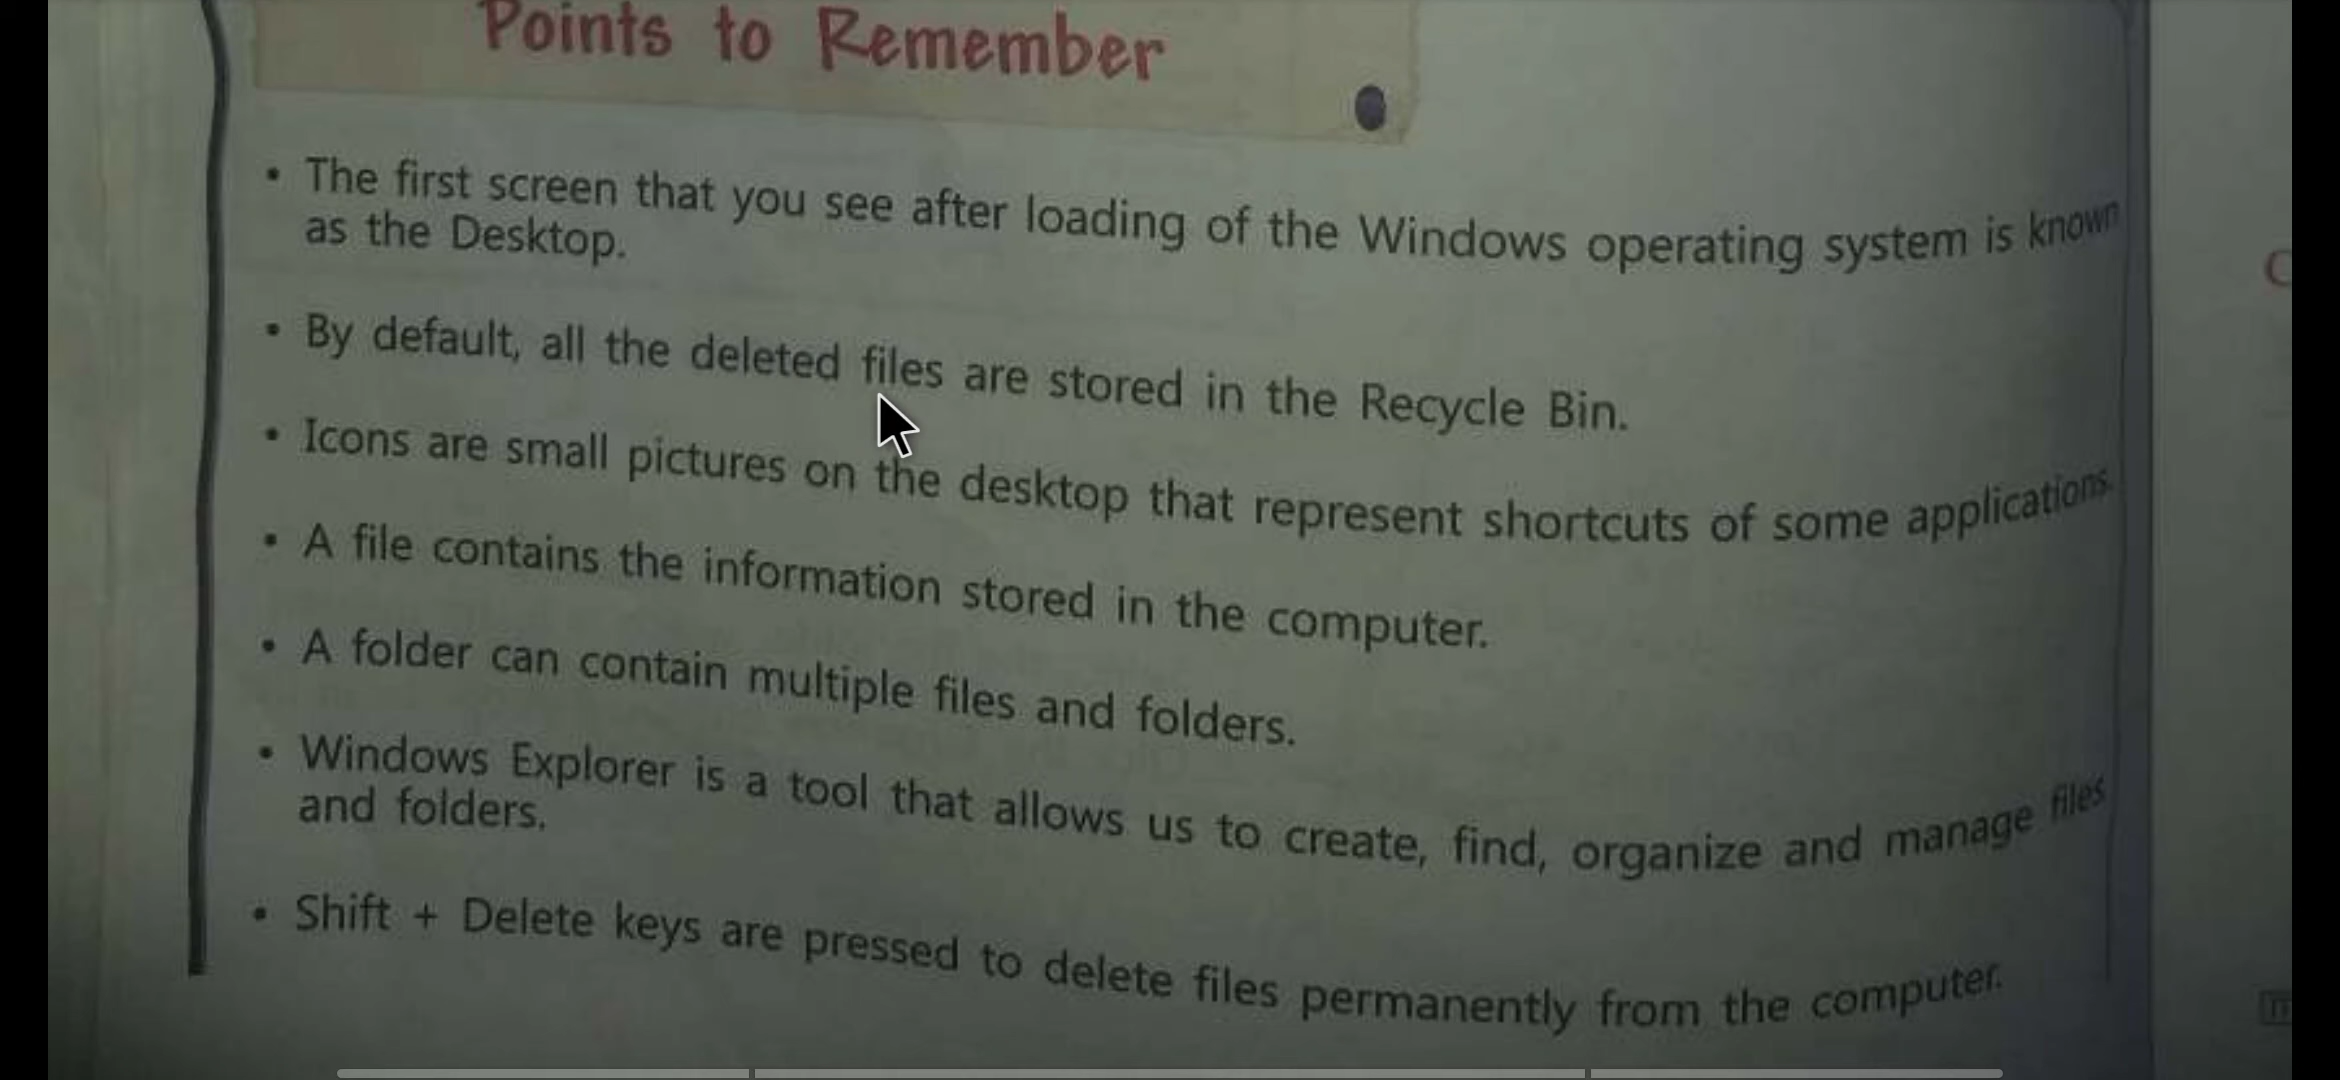 Points to Remember
• The first screen that you see after loading of the Windows operating system is known
as the Desktop.
• By default, all the deleted files are stored in the Recycle Bin.
• Icons are small pictures on the desktop that represent shortcuts of some applications.
• A file contains the information stored in the computer.
• A folder can contain multiple files and folders.
• Windows Explorer is a tool that allows us to create, find, organize and manage files
and folders.
• Shift + Delete keys are pressed to delete files permanently from the computer.